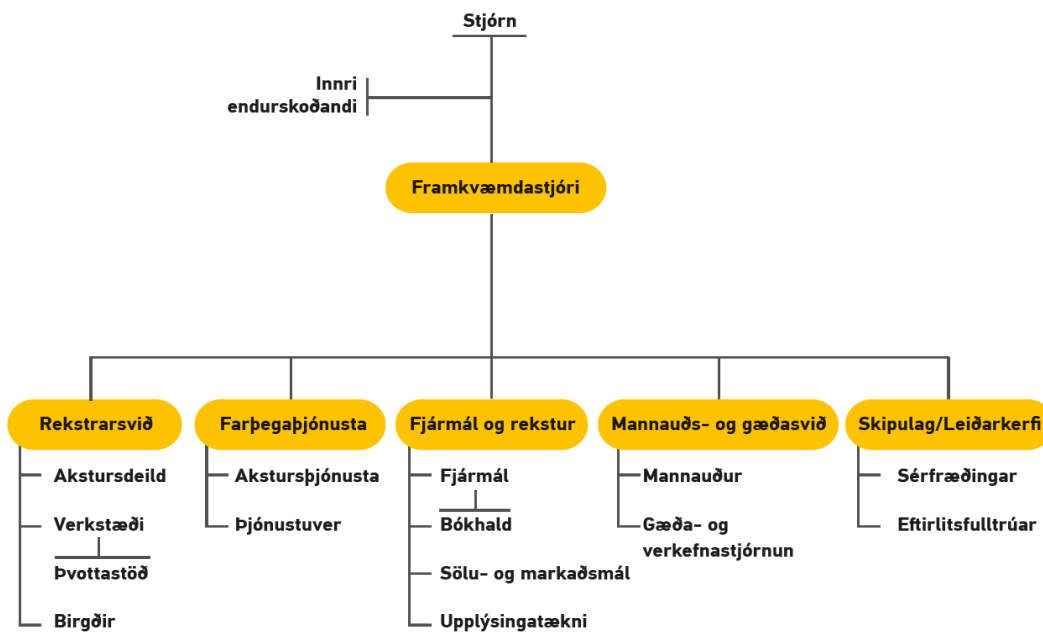 Stjórn
Innri
endurskoðandi
Framkvæmdastjóri
Rekstrarsvið
Akstursdeild
Verkstæði
Þvottastöð
Birgðir
Farþegaþjónusta
Akstursþjónusta
Þjónustuver
Fjármál og rekstur
Fjármál
Bókhald
Sölu- og markaðsmál
Upplýsingatækni
Mannauðs- og gæðasvið
Mannauður
Gæða- og
verkefnastjórnun
Skipulag/Leiðarkerfi
Sérfræðingar
Eftirlitsfulltrúar